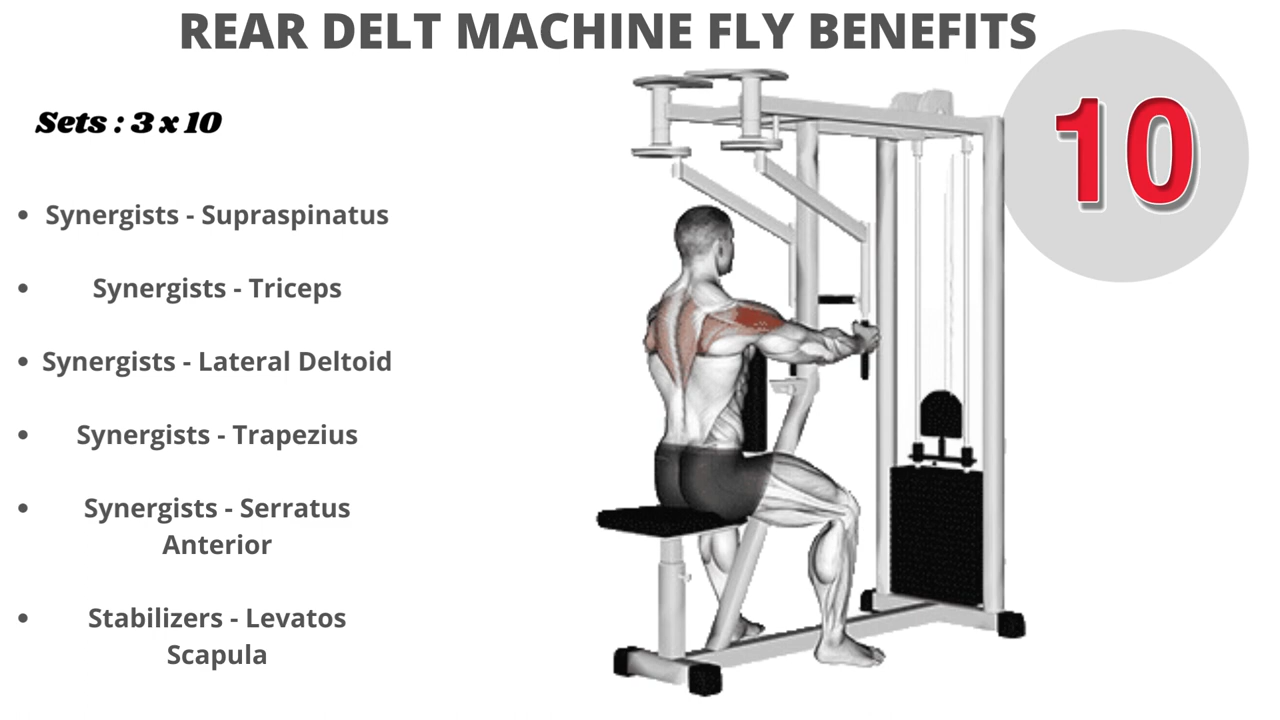 REAR DELT MACHINE FLY BENEFITS
10
Sets : 3 x 10
• Synergists - Supraspinatus
• Synergists - Triceps
• Synergists - Lateral Deltoid
• Synergists - Trapezius
• Synergists - Serratus
Anterior
• Stabilizers - Levatos
Scapula